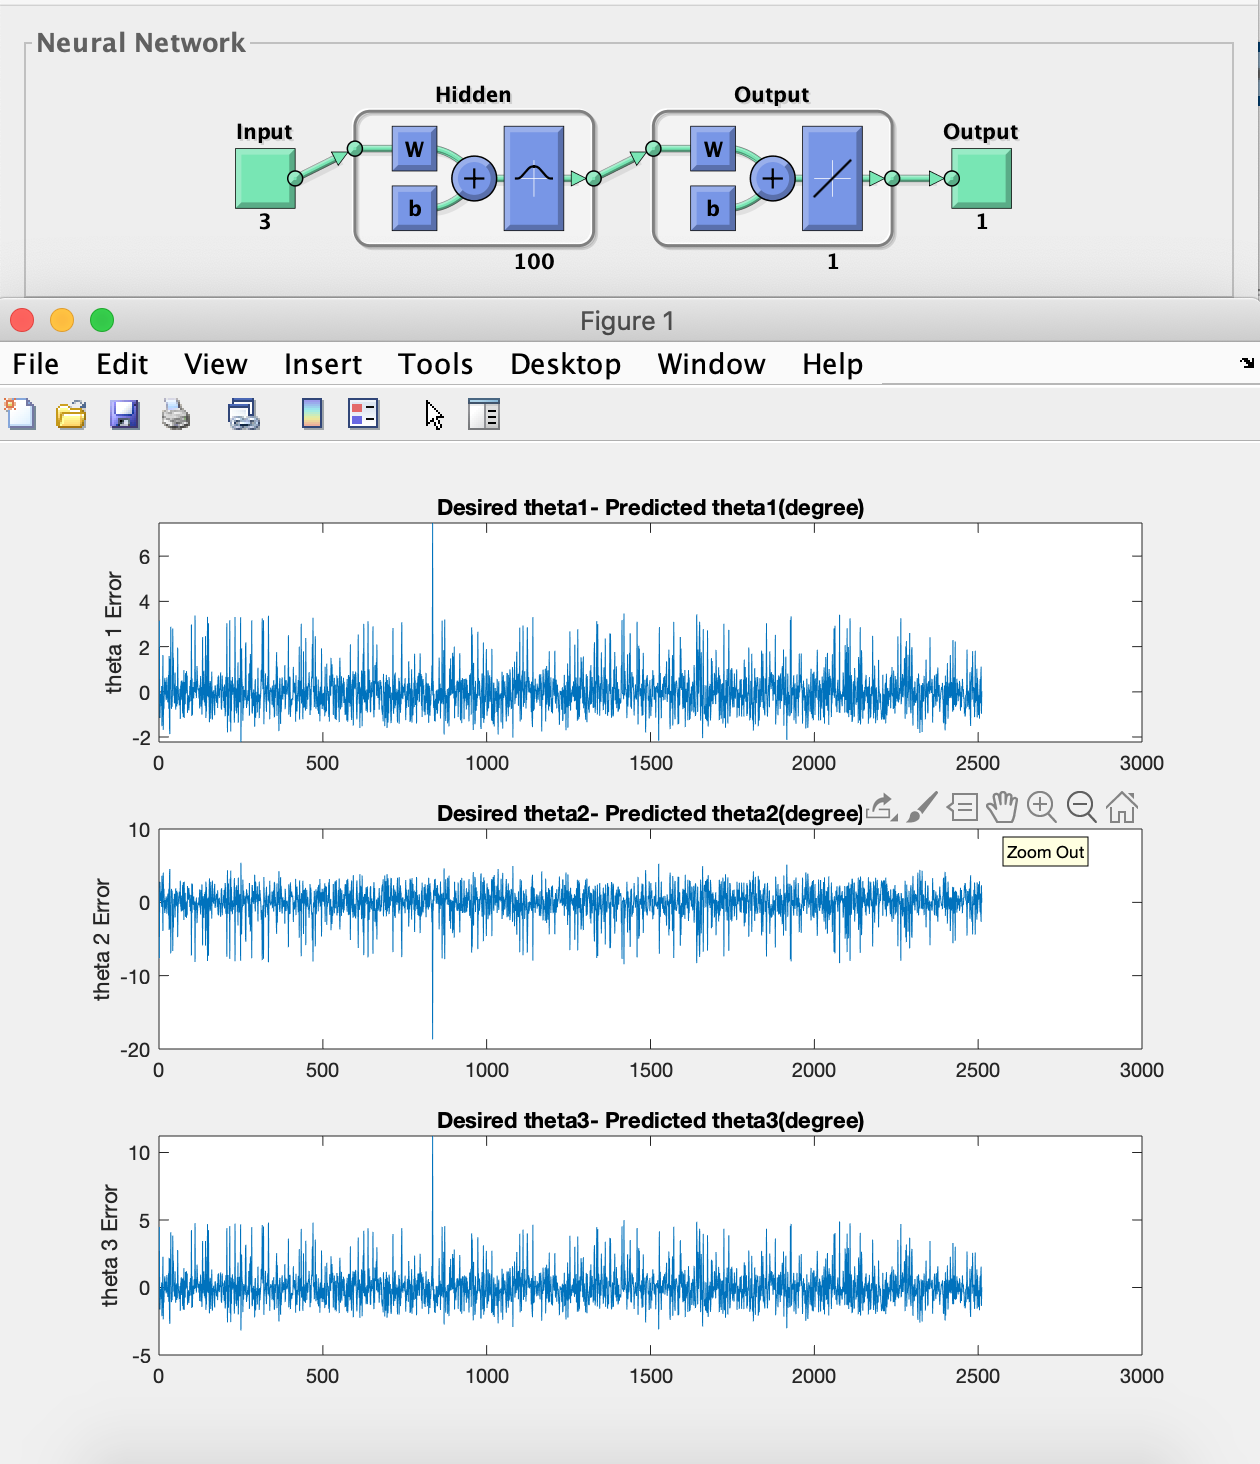 Neural Network
Hidden
Output
Input
Output
W
b
W
b
3
1
100
1
Figure 1
File Edit View Insert Tools Desktop Window Help
Desired theta1- Predicted theta1(degree)
theta 1 Error
6
4
2
0
-2
0 500 1000 1500 2000 2500 3000
Desired theta2- Predicted theta2(degree)
Zoom Out
theta 2 Error
10
0
-10
-20
0 500 1000 1500 2000 2500 3000
Desired theta3- Predicted theta3(degree)
theta 3 Error
10
5
0
-5
0 500 1000 1500 2000 2500 3000